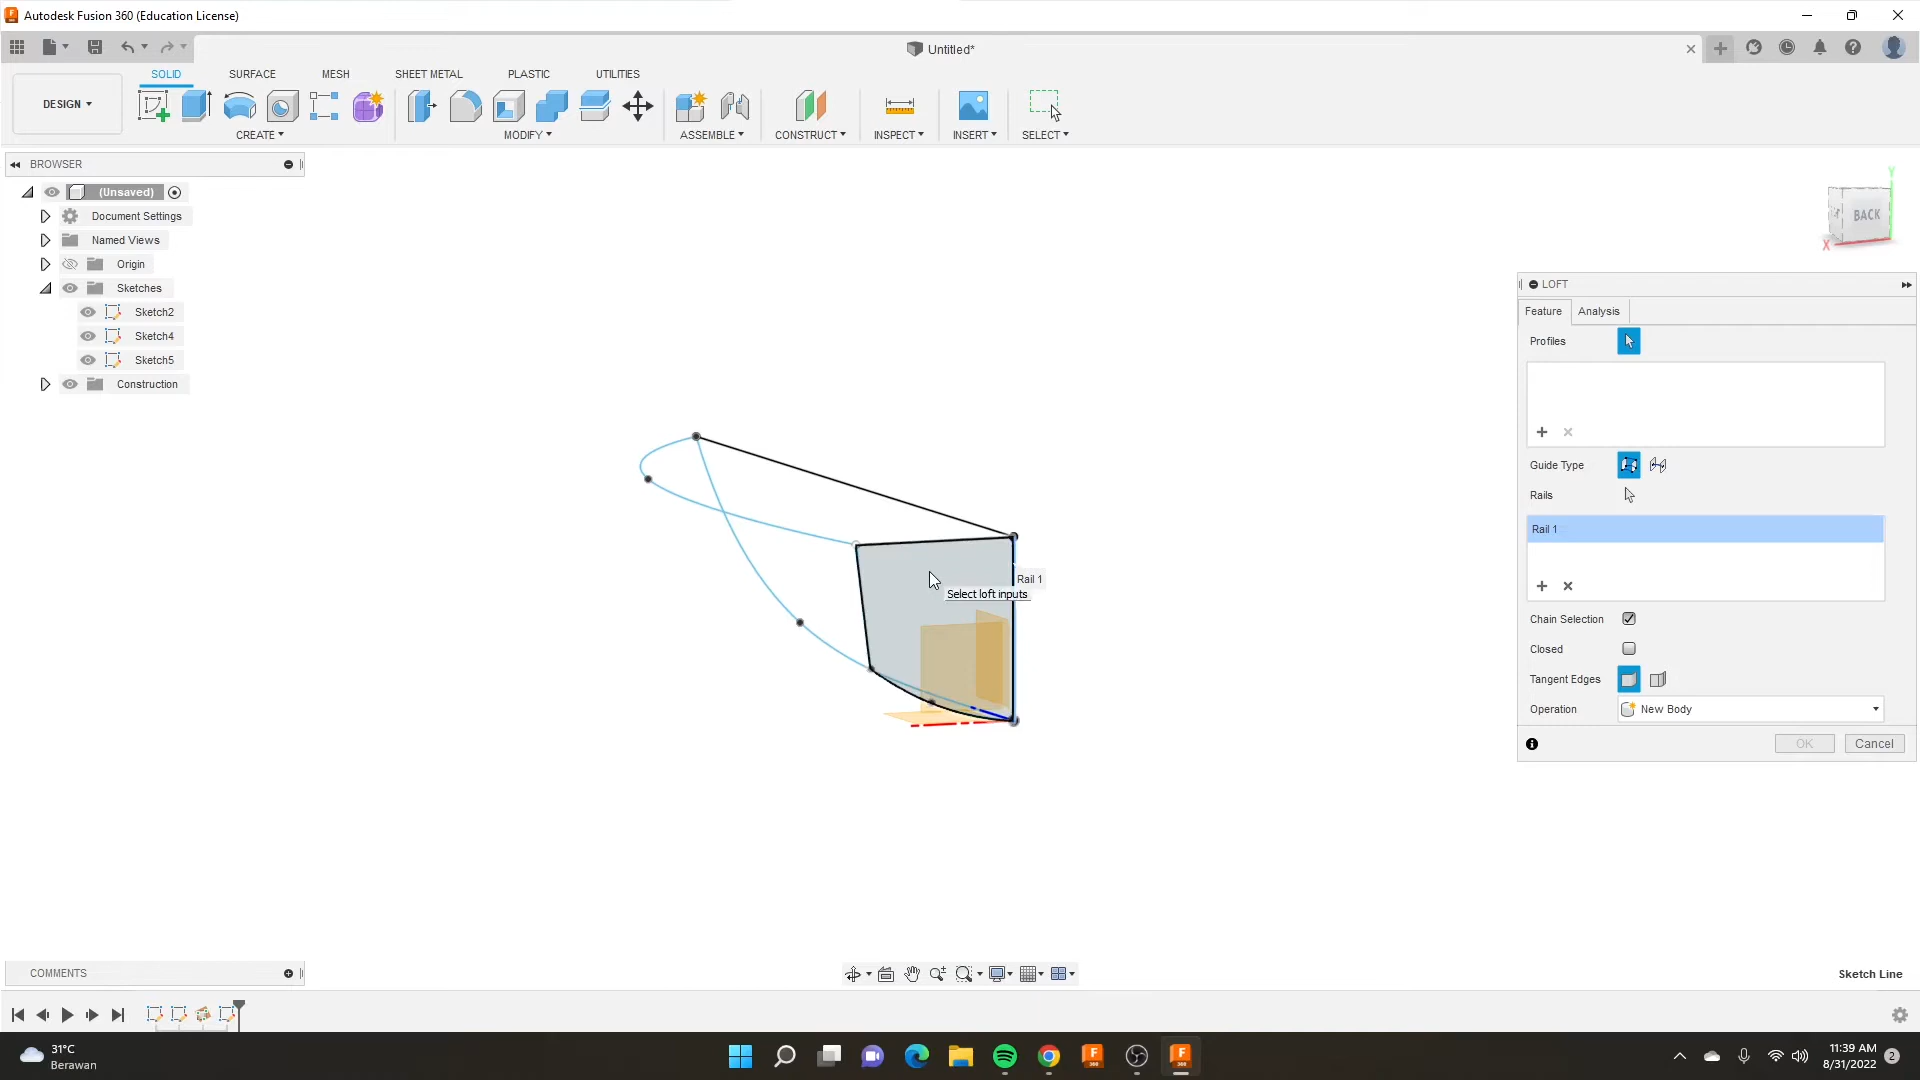 Autodesk Fusion 360 (Education License)
Untitled*
DESIGN
SOLID
SURFACE
MESH
SHEET METAL
PLASTIC
UTILITIES
CREATE
MODIFY
ASSEMBLE
CONSTRUCT
INSPECT
INSERT
SELECT
BROWSER
(Unsaved)
Document Settings
Named Views
Origin
Sketches
Sketch2
Sketch4
Sketch5
Construction
Y
BACK
X
LOFT
Feature
Analysis
Profiles
Guide Type
Rails
Rail 1
Chain Selection
Closed
Tangent Edges
Operation
New Body
OK
Cancel
Rail 1
Select loft inputs
COMMENTS
Sketch Line
31°C
Berawan
11:39 AM
8/31/2022
2